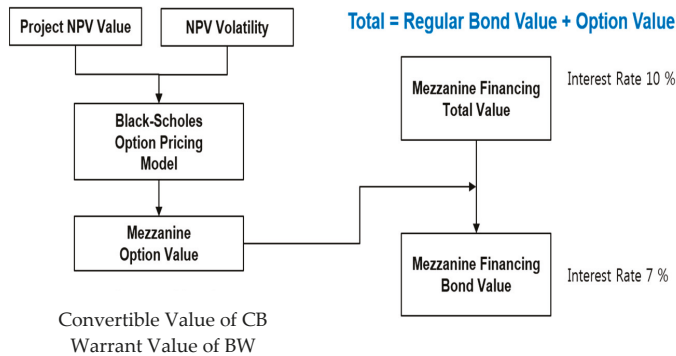 Project NPV Value
NPV Volatility
Black-Scholes
Option Pricing
Model
Mezzanine
Option Value
Convertible Value of CB
Warrant Value of BW
Total = Regular Bond Value + Option Value
Mezzanine Financing
Total Value
Interest Rate 10 %
Mezzanine Financing
Bond Value
Interest Rate 7 %